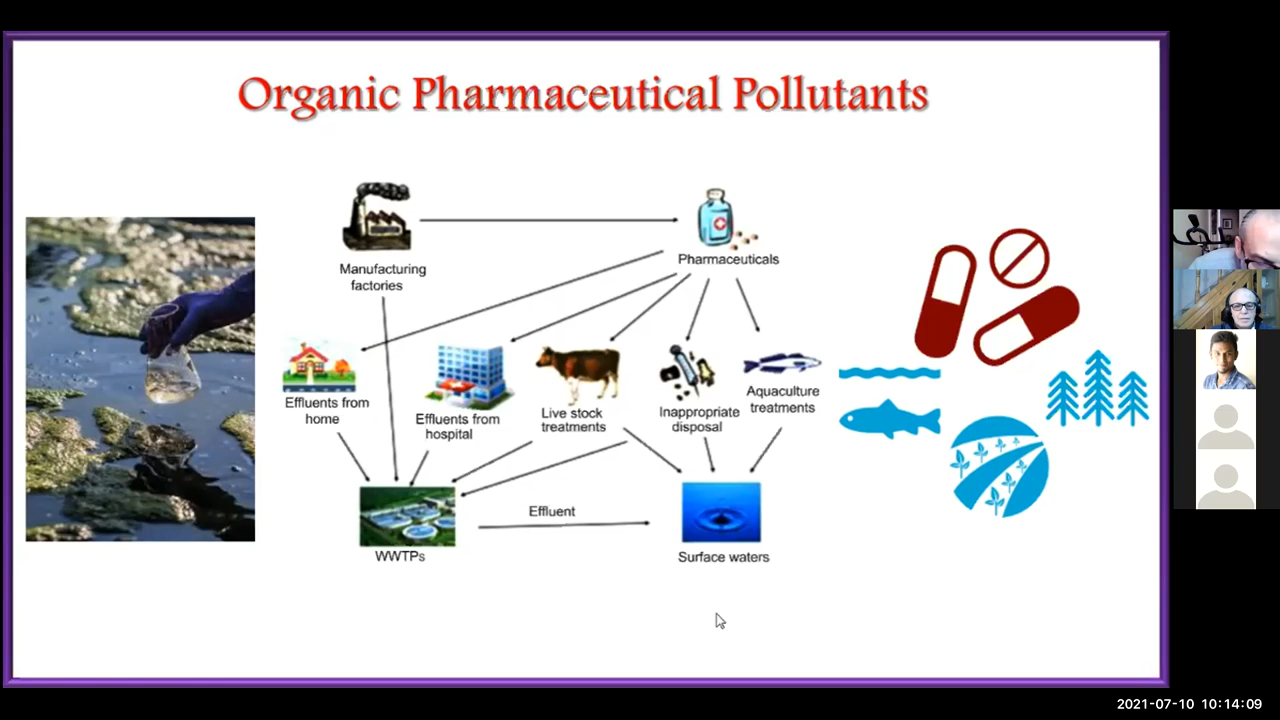 Organic Pharmaceutical Pollutants
Manufacturing
factories
Pharmaceuticals
Effluents from
home
Effluents from
hospital
Live stock
treatments
Inappropriate
disposal
Aquaculture
treatments
Effluent
WWTPs
Surface waters
2021-07-10 10:14:09